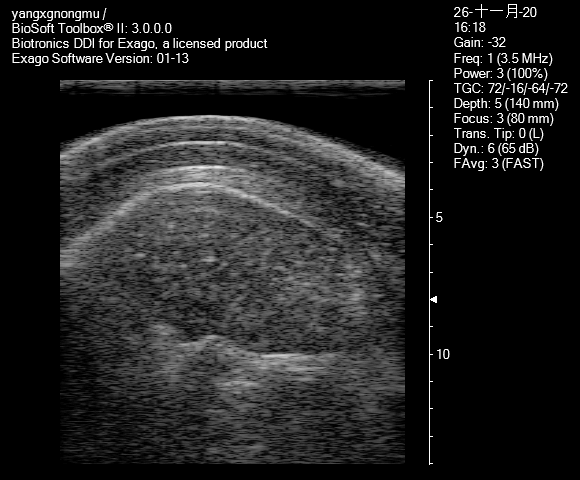 yangxgnongmu /
BioSoft Toolbox® II: 3.0.0.0
Biotronics DDI for Exago, a licensed product
Exago Software Version: 01-13
26-十一月-20
16:18
Gain: -32
Freq: 1 (3.5 MHz)
Power: 3 (100%)
TGC: 72/-16/-64/-72
Depth: 5 (140 mm)
Focus: 3 (80 mm)
Trans. Tip: 0 (L)
Dyn.: 6 (65 dB)
FAvg: 3 (FAST)
5
10